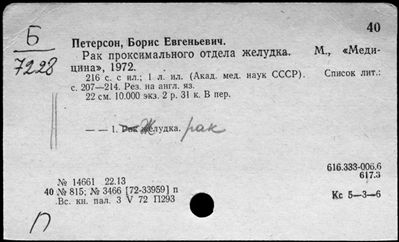 40
Б
7228
Петерсон, Борис Евгеньевич.
Рак проксимального отдела желудка. М., «Меди-
цина», 1972.
216 с. с ил.; 1 л. ил. (Акад. мед. наук СССР). Список лит.:
с. 207—214. Рез. на англ. яз.
22 см. 10.000 экз. 2 р. 31 к. В пер.
— — 1. Рак Желудка. рак
616.333-006.6
617.3
№ 14661 22.13
40 № 815; № 3466 [72-33959] п
Вс. кн. пал. 3 V 72 П293
Кс 5—3—6
П